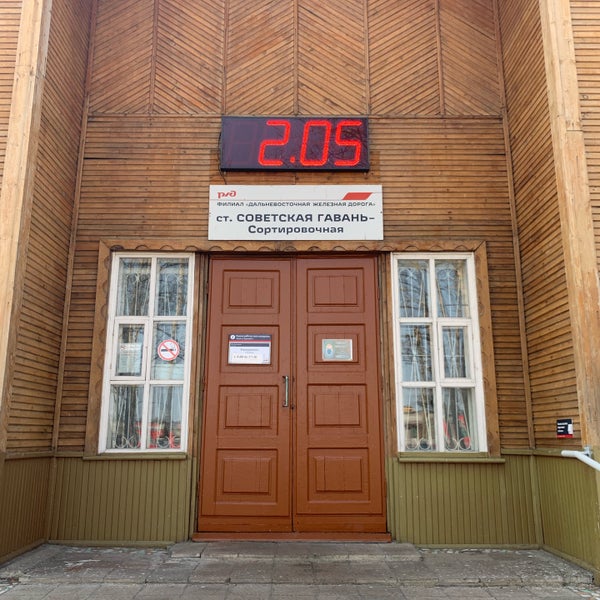 2.05
РЖД
ФИЛИАЛ «ДАЛЬНЕВОСТОЧНАЯ ЖЕЛЕЗНАЯ ДОРОГА»
ст. СОВЕТСКАЯ ГАВАНЬ–
Сортировочная